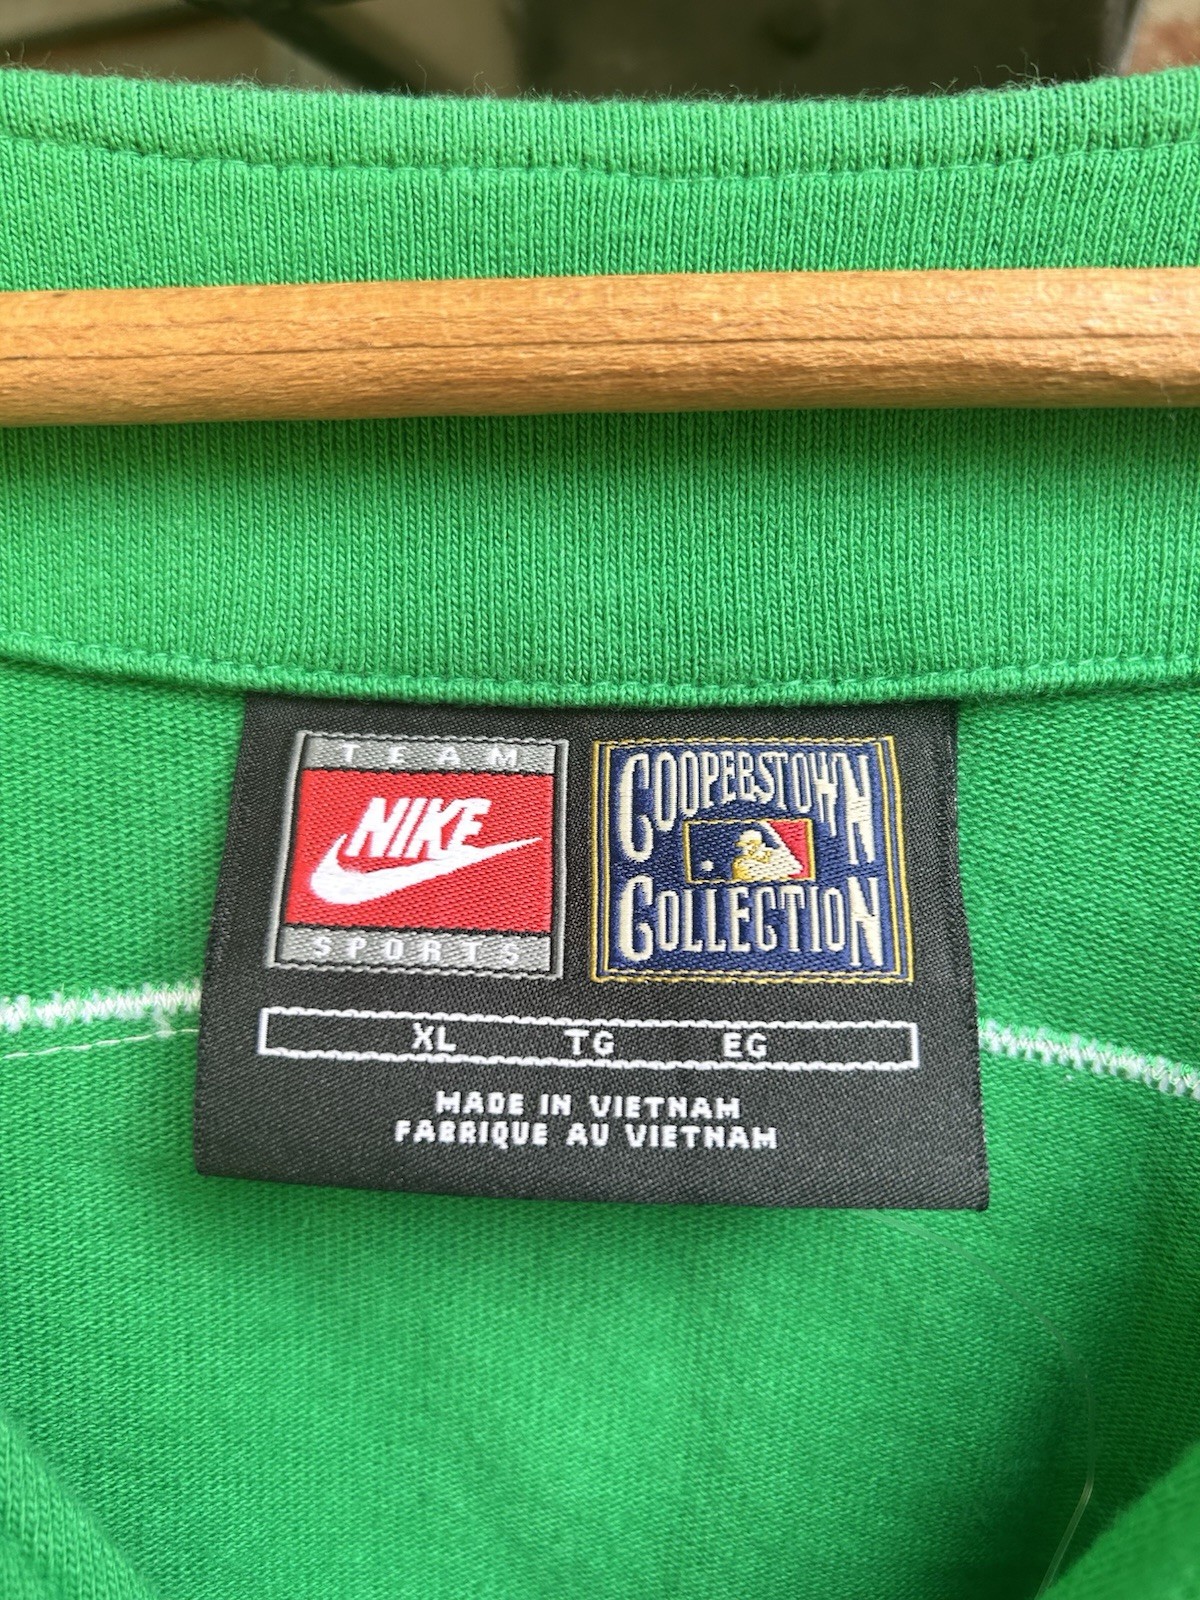 TEAM
NIKE
SPORTS
COOPERSTOWN
COLLECTION
XL TG EG
MADE IN VIETNAM
FABRIQUE AU VIETNAM